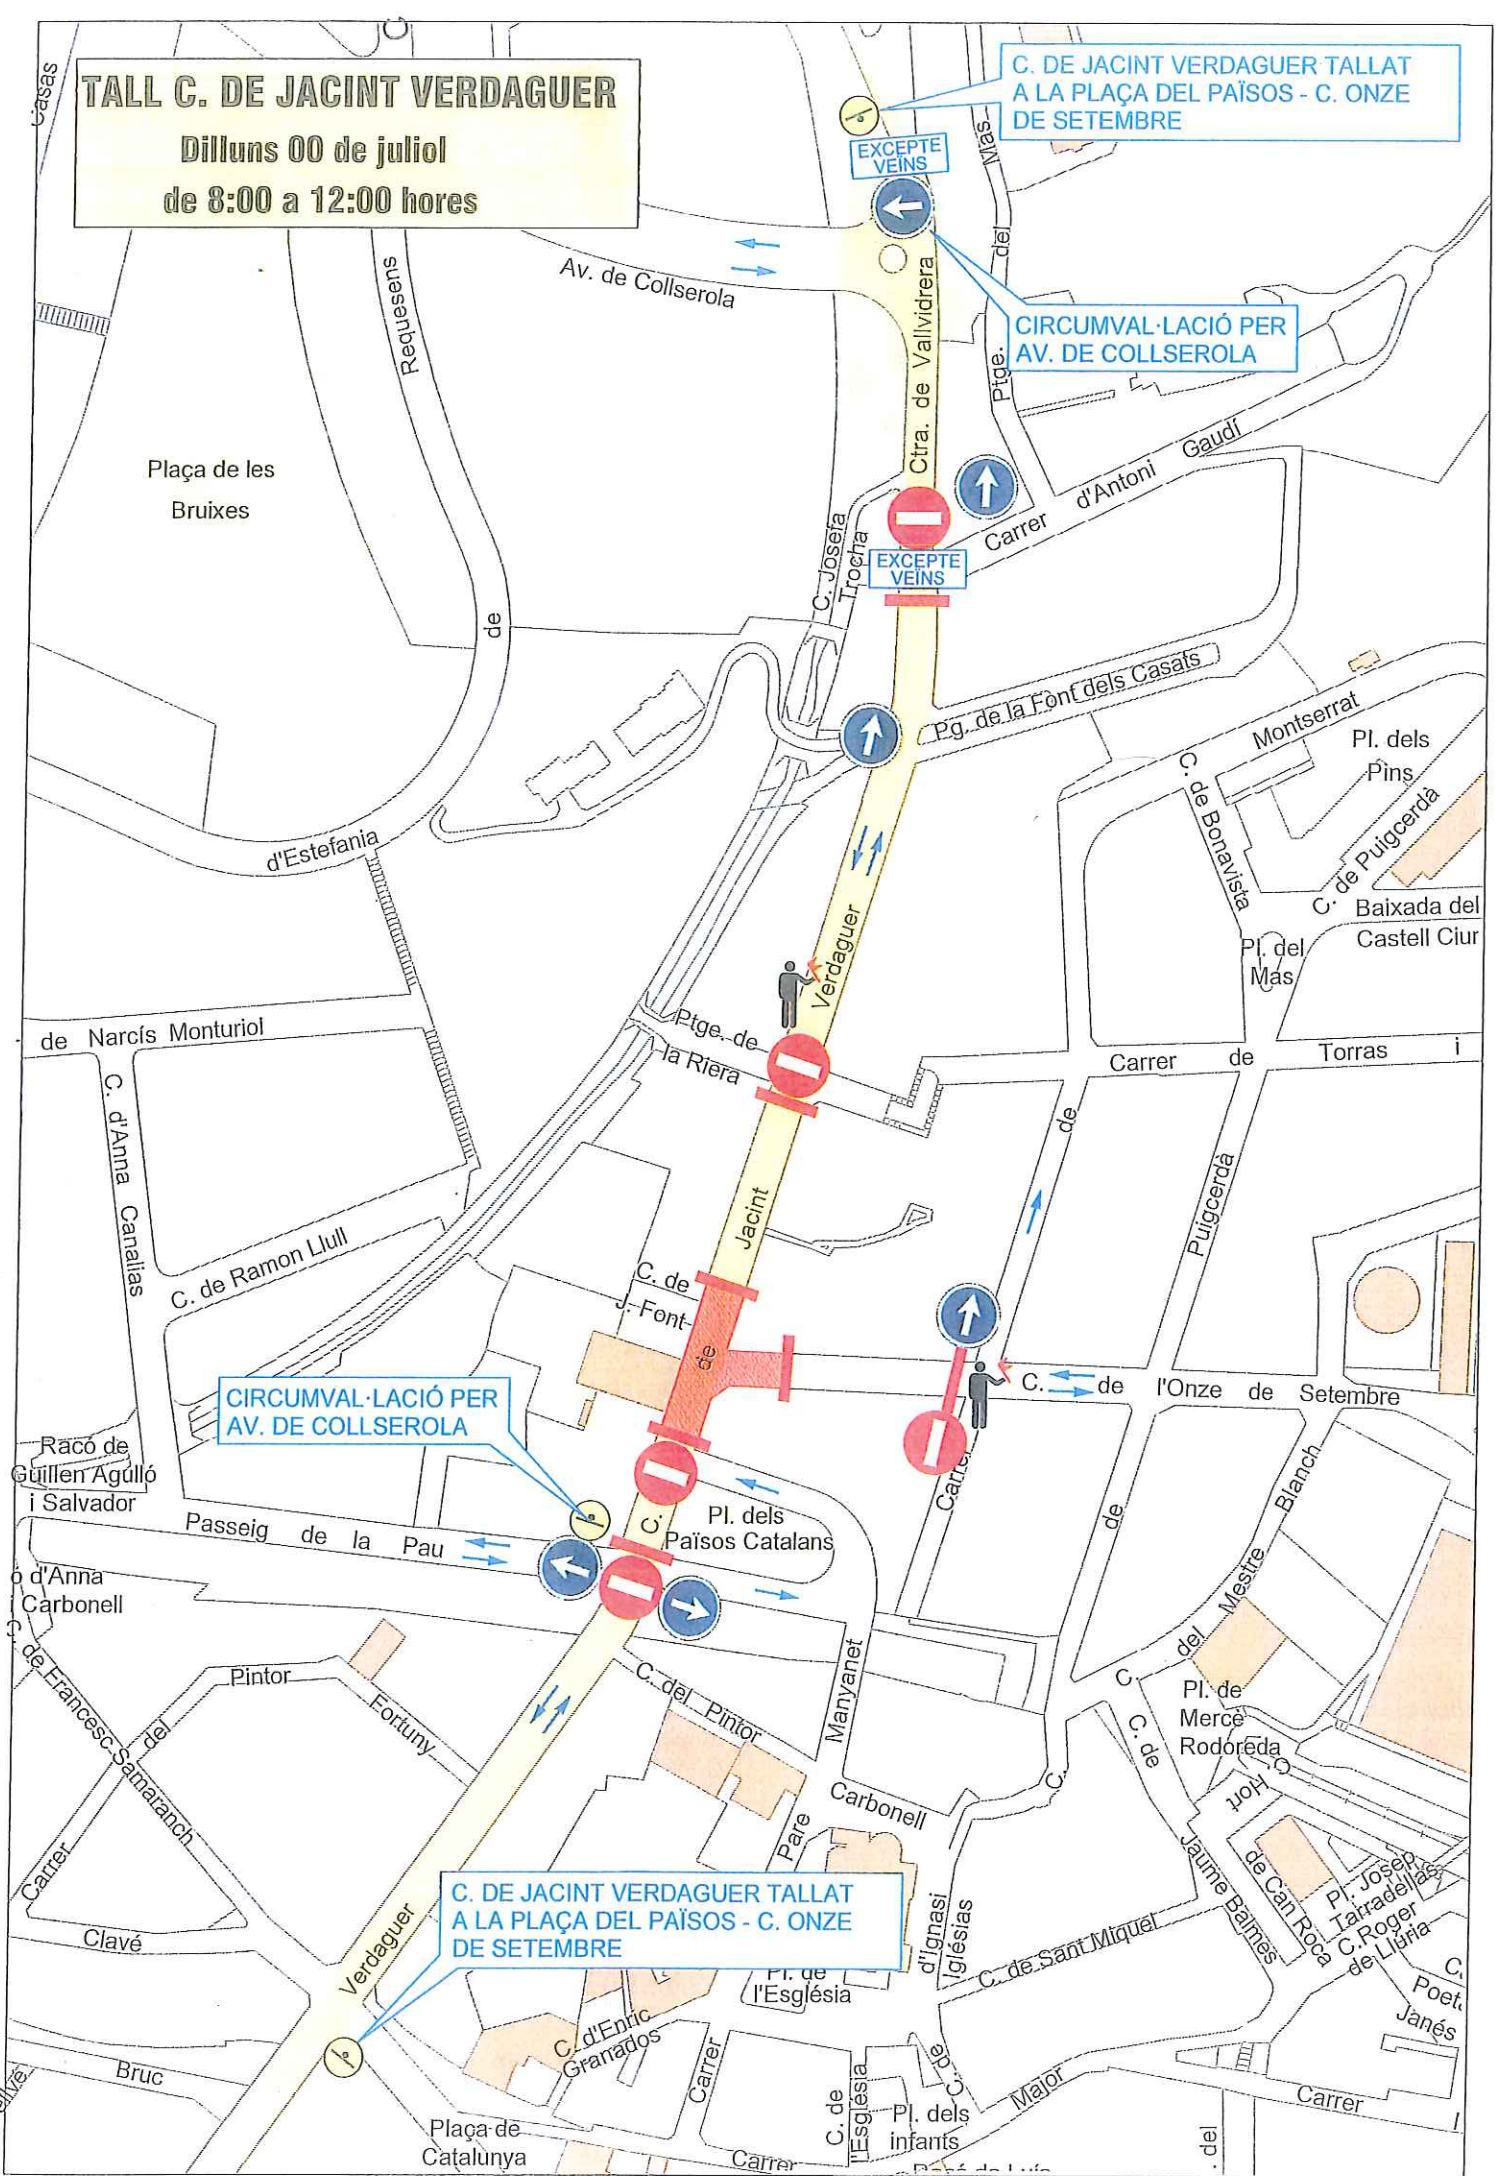 TALL C. DE JACINT VERDAGUER
Dilluns 00 de juliol
de 8:00 a 12:00 hores
C. DE JACINT VERDAGUER TALLAT
A LA PLAÇA DEL PAÏSOS - C. ONZE
DE SETEMBRE
EXCEPTE
VEÏNS
Casas
Mas
del
Ptge.
Requesens
Av. de Collserola
Ctra. de Vallvidrera
CIRCUMVAL·LACIÓ PER
AV. DE COLLSEROLA
Plaça de les
Bruixes
Carrer d'Antoni Gaudí
C. Josefa
Trocha
EXCEPTE
VEÏNS
de
Pg. de la Font dels Casats
Montserrat
Pl. dels
Pins
C. de Bonavista
C. de Puigcerdà
d'Estefania
Baixada del
Castell Ciur
Pl. del
Mas
Verdaguer
de Narcís Monturiol
Ptge. de
la Riera
Carrer de Torras i
C. d'Anna Canalias
de
Puigcerdà
Jacint
C. de Ramon Llull
C. de
J. Font
de
C. de l'Onze de Setembre
CIRCUMVAL·LACIÓ PER
AV. DE COLLSEROLA
Racó de
Guillen Agulló
i Salvador
Carrer
de
Blanch
Passeig de la Pau
C.
Pl. dels
Països Catalans
ó d'Anna
i Carbonell
Mestre
del
C.
C. de Francesc Samaranch
Pintor
del
Fortuny
C. del Pintor
Manyanet
Pl. de
Mercè
Rodoreda
C. de
C.
C.
Hort
Carrer
Carbonell
Pare
Jaume Balmes
de Can Roca
Pl. Josep
Tarradellas
C. Roger
de Llúria
C. DE JACINT VERDAGUER TALLAT
A LA PLAÇA DEL PAÏSOS - C. ONZE
DE SETEMBRE
Clavé
Verdaguer
d'Ignasi
Iglésias
C. de Sant Miquel
Pl. de
l'Església
C.
Poeta
Janés
C. d'Enric
Granados
Bruc
Carrer
C. de
l'Església
C. de
Major
Carrer
Pl. dels
infants
Plaça de
Catalunya
Carrer
del